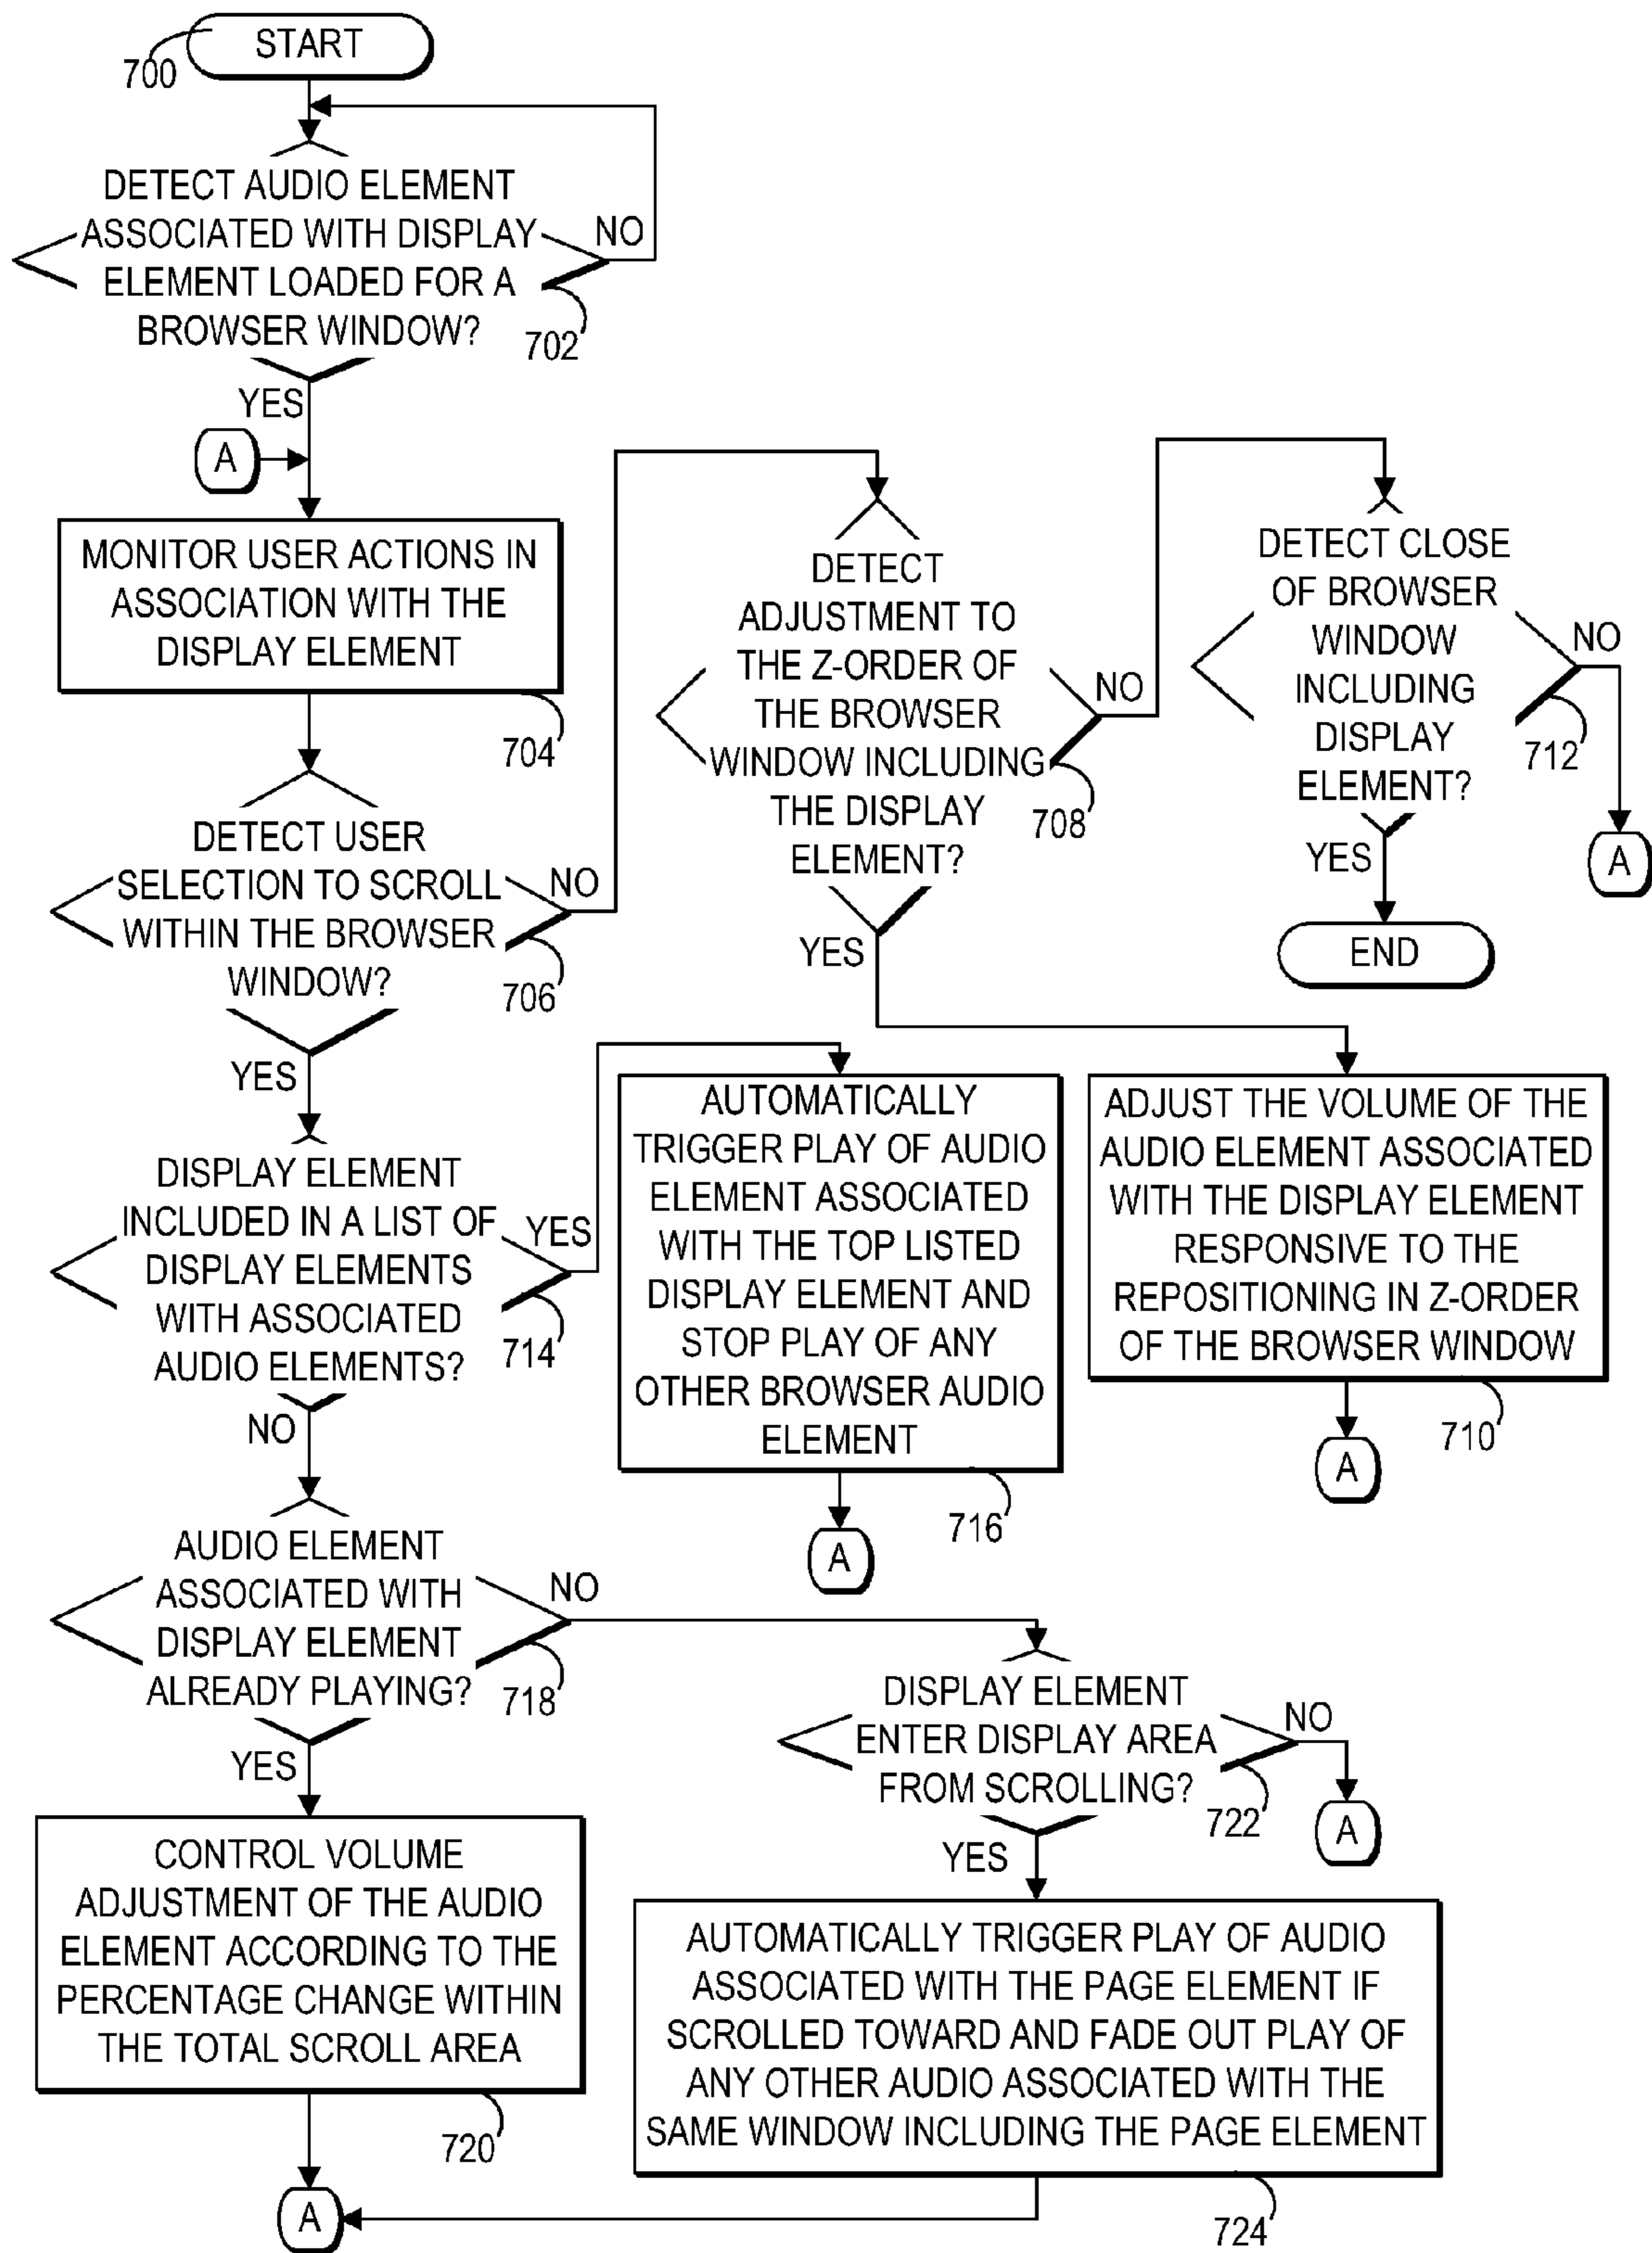 START
700
DETECT AUDIO ELEMENT
ASSOCIATED WITH DISPLAY
ELEMENT LOADED FOR A
BROWSER WINDOW?
NO
702
YES
A
MONITOR USER ACTIONS IN
ASSOCIATION WITH THE
DISPLAY ELEMENT
704
DETECT USER
SELECTION TO SCROLL
WITHIN THE BROWSER
WINDOW?
NO
706
YES
DETECT
ADJUSTMENT TO
THE Z-ORDER OF
THE BROWSER
WINDOW INCLUDING
THE DISPLAY
ELEMENT?
NO
708
YES
DETECT CLOSE
OF BROWSER
WINDOW
INCLUDING
DISPLAY
ELEMENT?
NO
712
A
YES
END
ADJUST THE VOLUME OF THE
AUDIO ELEMENT ASSOCIATED
WITH THE DISPLAY ELEMENT
RESPONSIVE TO THE
REPOSITIONING IN Z-ORDER
OF THE BROWSER WINDOW
710
A
DISPLAY ELEMENT
INCLUDED IN A LIST OF
DISPLAY ELEMENTS
WITH ASSOCIATED
AUDIO ELEMENTS?
YES
714
NO
AUTOMATICALLY
TRIGGER PLAY OF AUDIO
ELEMENT ASSOCIATED
WITH THE TOP LISTED
DISPLAY ELEMENT AND
STOP PLAY OF ANY
OTHER BROWSER AUDIO
ELEMENT
716
A
AUDIO ELEMENT
ASSOCIATED WITH
DISPLAY ELEMENT
ALREADY PLAYING?
NO
718
YES
CONTROL VOLUME
ADJUSTMENT OF THE AUDIO
ELEMENT ACCORDING TO THE
PERCENTAGE CHANGE WITHIN
THE TOTAL SCROLL AREA
720
A
DISPLAY ELEMENT
ENTER DISPLAY AREA
FROM SCROLLING?
NO
722
A
YES
AUTOMATICALLY TRIGGER PLAY OF AUDIO
ASSOCIATED WITH THE PAGE ELEMENT IF
SCROLLED TOWARD AND FADE OUT PLAY OF
ANY OTHER AUDIO ASSOCIATED WITH THE
SAME WINDOW INCLUDING THE PAGE ELEMENT
724